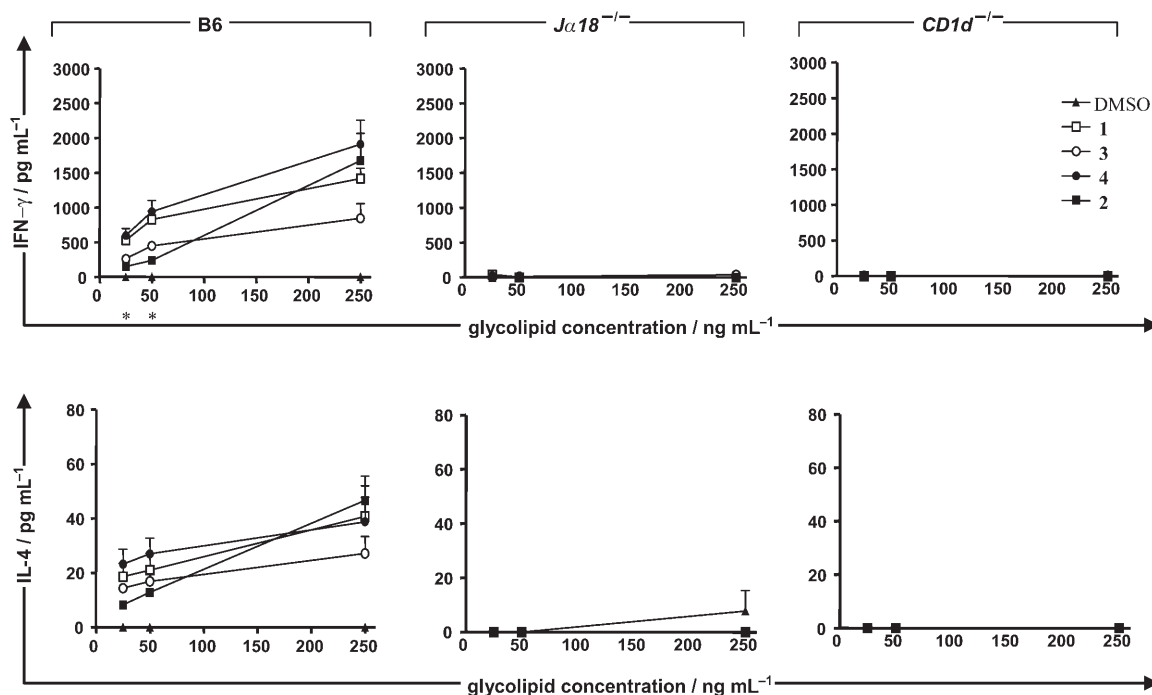 B6 Jα18−/− CD1d−/−
IFN−γ / pg mL−1
3000 3000 3000
2500 2500 2500
2000 2000 2000
1500 1500 1500
1000 1000 1000
500 500 500
0 0 0
DMSO
1
3
4
2
0 50 100 150 200 250 0 50 100 150 200 250 0 50 100 150 200 250
* *
glycolipid concentration / ng mL−1
IL-4 / pg mL−1
80 80 80
60 60 60
40 40 40
20 20 20
0 0 0
0 50 100 150 200 250 0 50 100 150 200 250 0 50 100 150 200 250
glycolipid concentration / ng mL−1